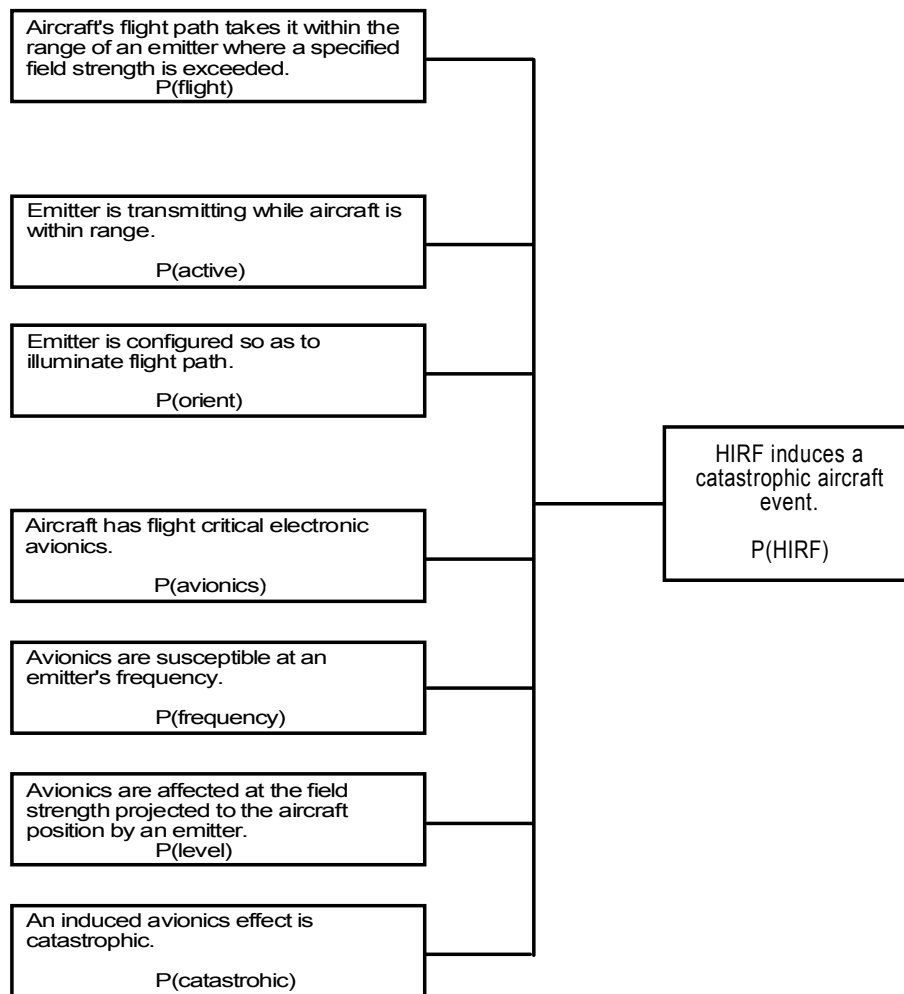 Aircraft's flight path takes it within the
range of an emitter where a specified
field strength is exceeded.
P(flight)
Emitter is transmitting while aircraft is
within range.
P(active)
Emitter is configured so as to
illuminate flight path.
P(orient)
Aircraft has flight critical electronic
avionics.
P(avionics)
Avionics are susceptible at an
emitter's frequency.
P(frequency)
Avionics are affected at the field
strength projected to the aircraft
position by an emitter.
P(level)
An induced avionics effect is
catastrophic.
P(catastrohic)
HIRF induces a
catastrophic aircraft
event.
P(HIRF)